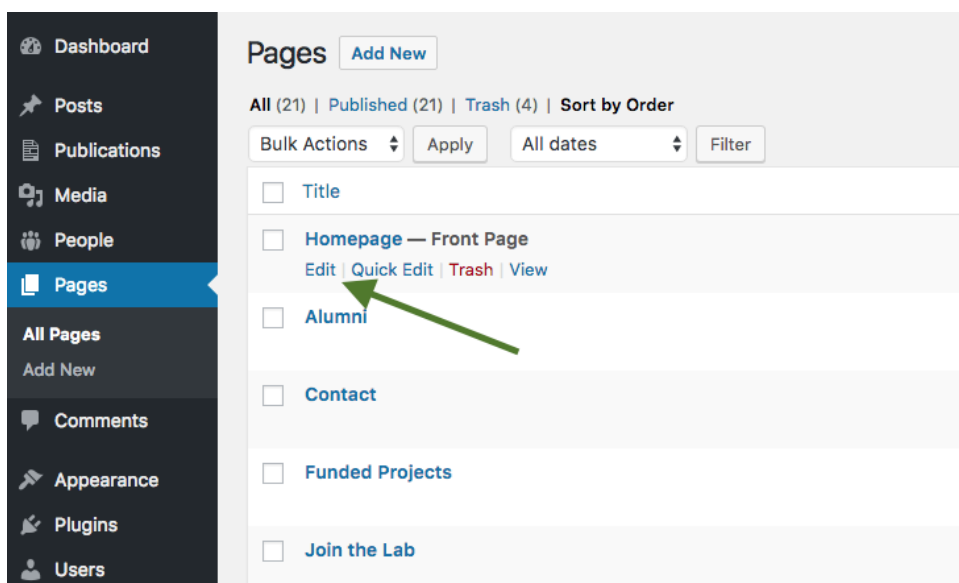 Dashboard
Posts
Publications
Media
People
Pages
All Pages
Add New
Comments
Appearance
Plugins
Users
Pages Add New
All (21) | Published (21) | Trash (4) | Sort by Order
Bulk Actions Apply All dates Filter
Title
Homepage — Front Page
Edit | Quick Edit | Trash | View
Alumni
Contact
Funded Projects
Join the Lab